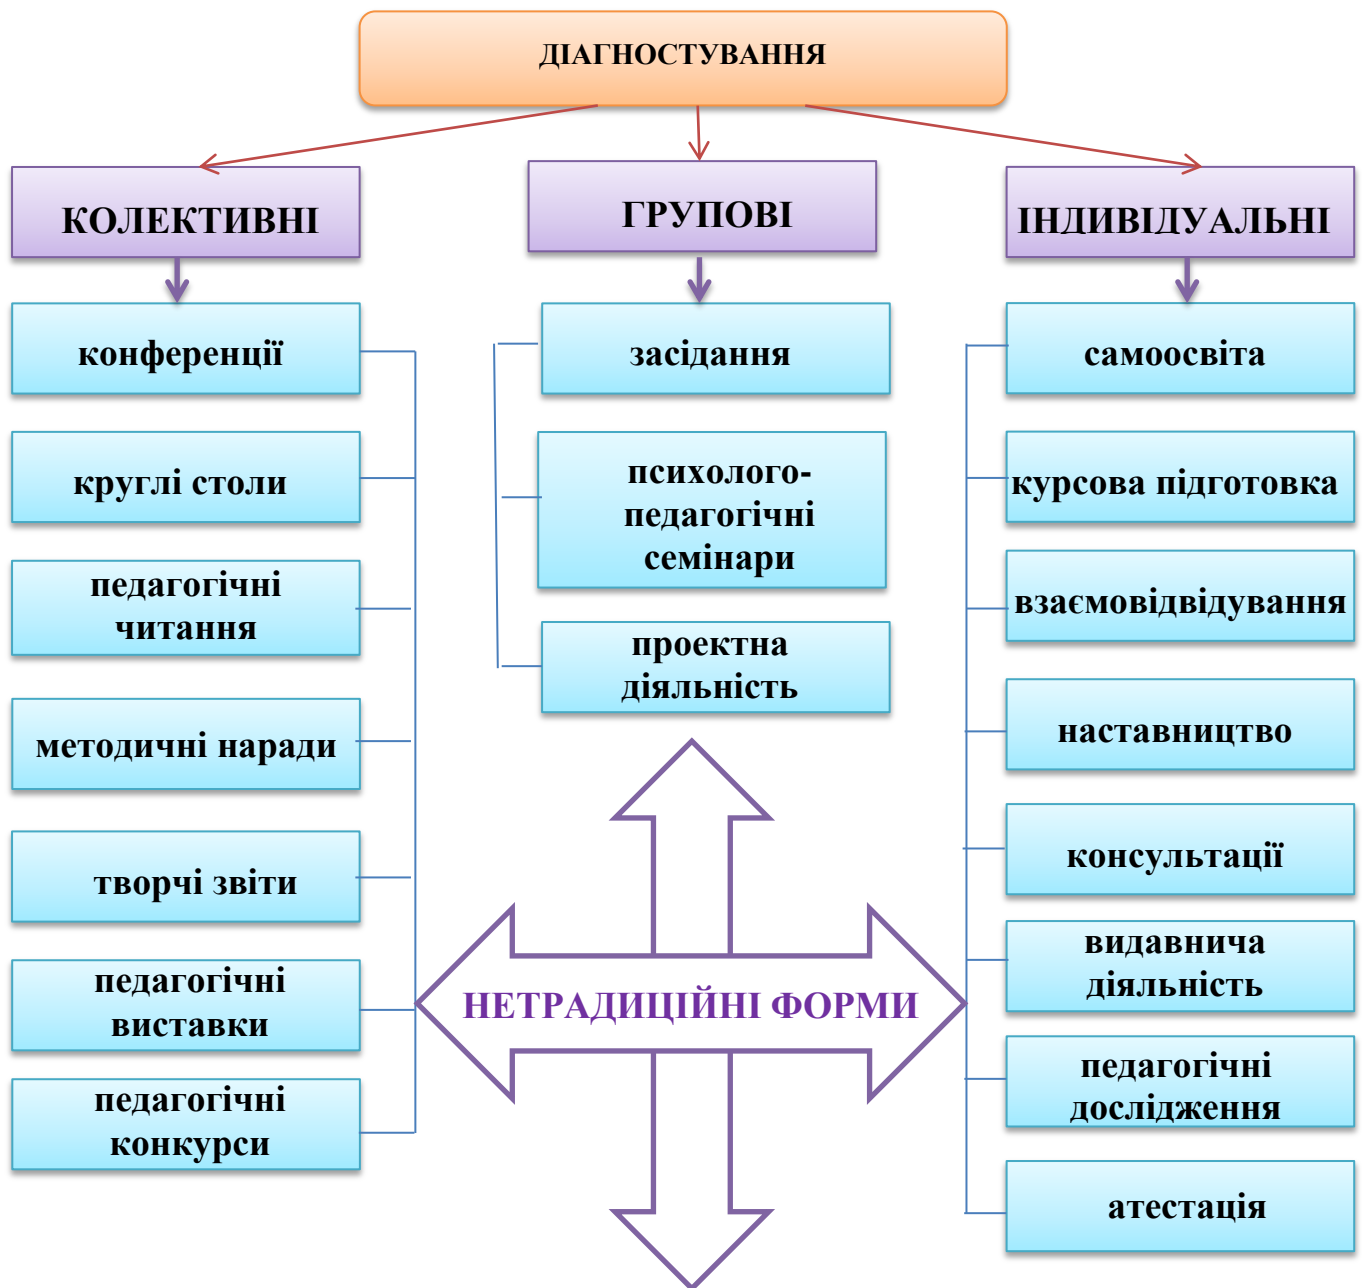 ДІАГНОСТУВАННЯ
КОЛЕКТИВНІ
ГРУПОВІ
ІНДИВІДУАЛЬНІ
конференції
круглі столи
педагогічні
читання
методичні наради
творчі звіти
педагогічні
виставки
педагогічні
конкурси
засідання
психолого-
педагогічні
семінари
проектна
діяльність
НЕТРАДИЦІЙНІ ФОРМИ
самоосвіта
курсова підготовка
взаємовідвідування
наставництво
консультації
видавнича
діяльність
педагогічні
дослідження
атестація